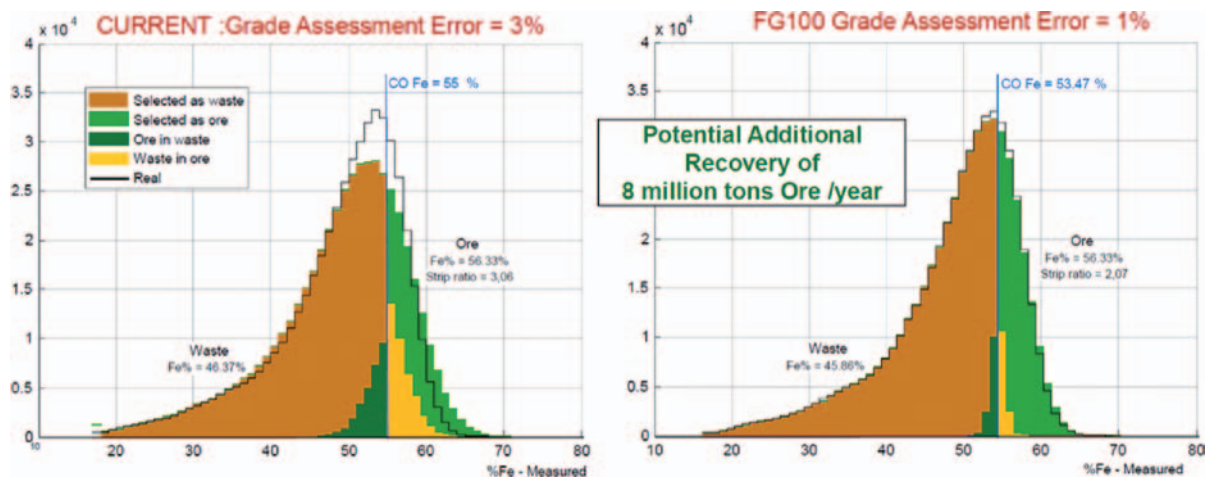 CURRENT :Grade Assessment Error = 3%
x 10⁴
4
3.5
3
2.5
2
1.5
1
0.5
0
10
20
30
40
50
60
70
80
%Fe - Measured
Selected as waste
Selected as ore
Ore in waste
Waste in ore
Real
CO Fe = 55 %
Ore
Fe% = 56.33%
Strip ratio = 3,06
Waste
Fe% = 46.37%
FG100 Grade Assessment Error = 1%
x 10⁴
4
3.5
3
2.5
2
1.5
1
0.5
0
10
20
30
40
50
60
70
80
%Fe - Measured
CO Fe = 53.47 %
Potential Additional
Recovery of
8 million tons Ore /year
Ore
Fe% = 56.33%
Strip ratio = 2,07
Waste
Fe% = 45.86%